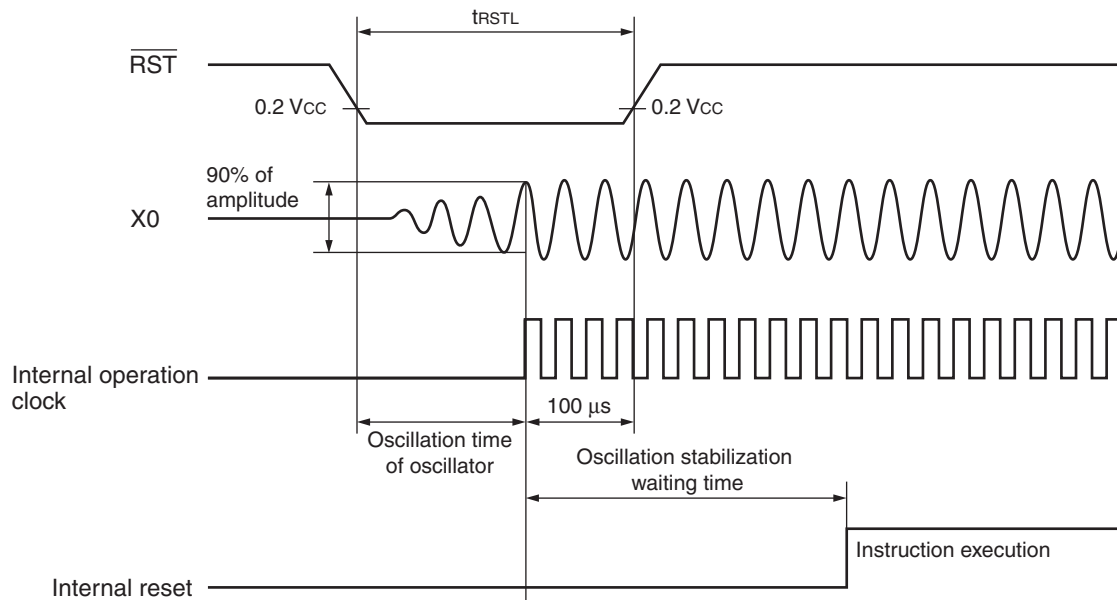 tRSTL
RST
0.2 VCC
0.2 VCC
90% of
amplitude
X0
Internal operation
clock
100 µs
Oscillation time
of oscillator
Oscillation stabilization
waiting time
Instruction execution
Internal reset